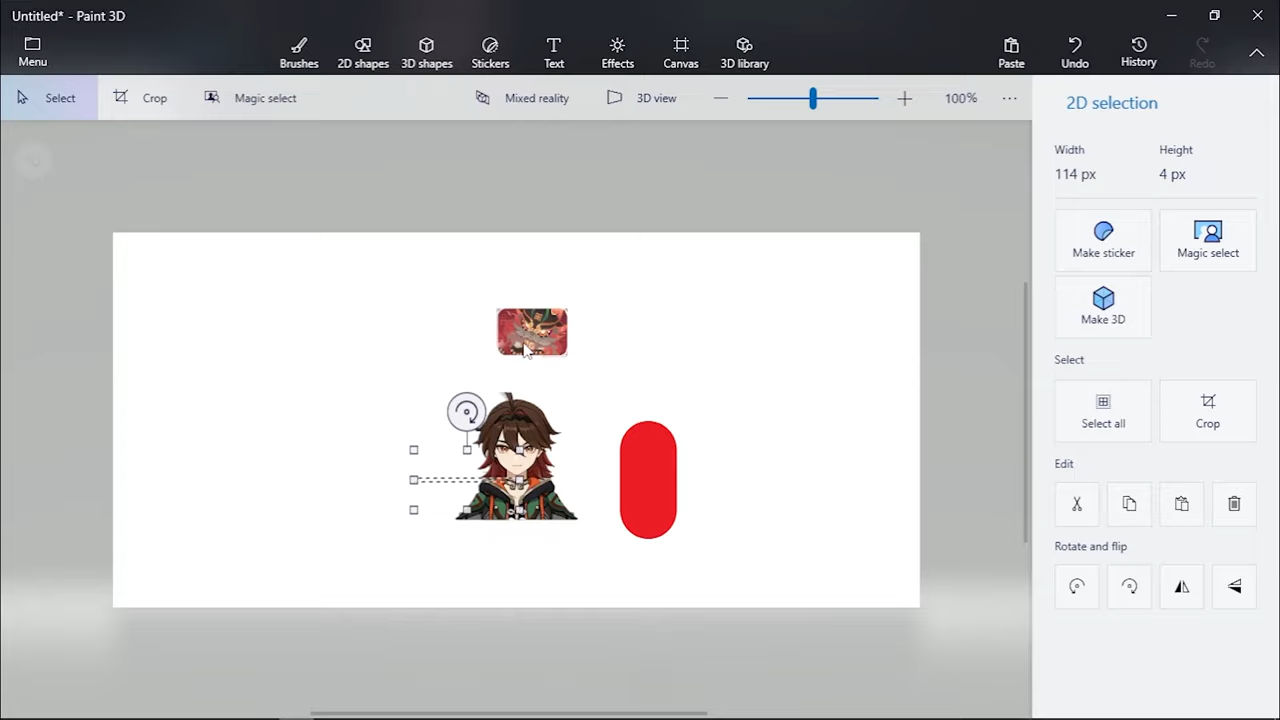 Untitled* - Paint 3D
Menu
Brushes
2D shapes
3D shapes
Stickers
Text
Effects
Canvas
3D library
Paste
Undo
History
Redo
Select
Crop
Magic select
Mixed reality
3D view
100%
2D selection
Width
Height
114 px
4 px
Make sticker
Magic select
Make 3D
Select
Select all
Crop
Edit
Rotate and flip